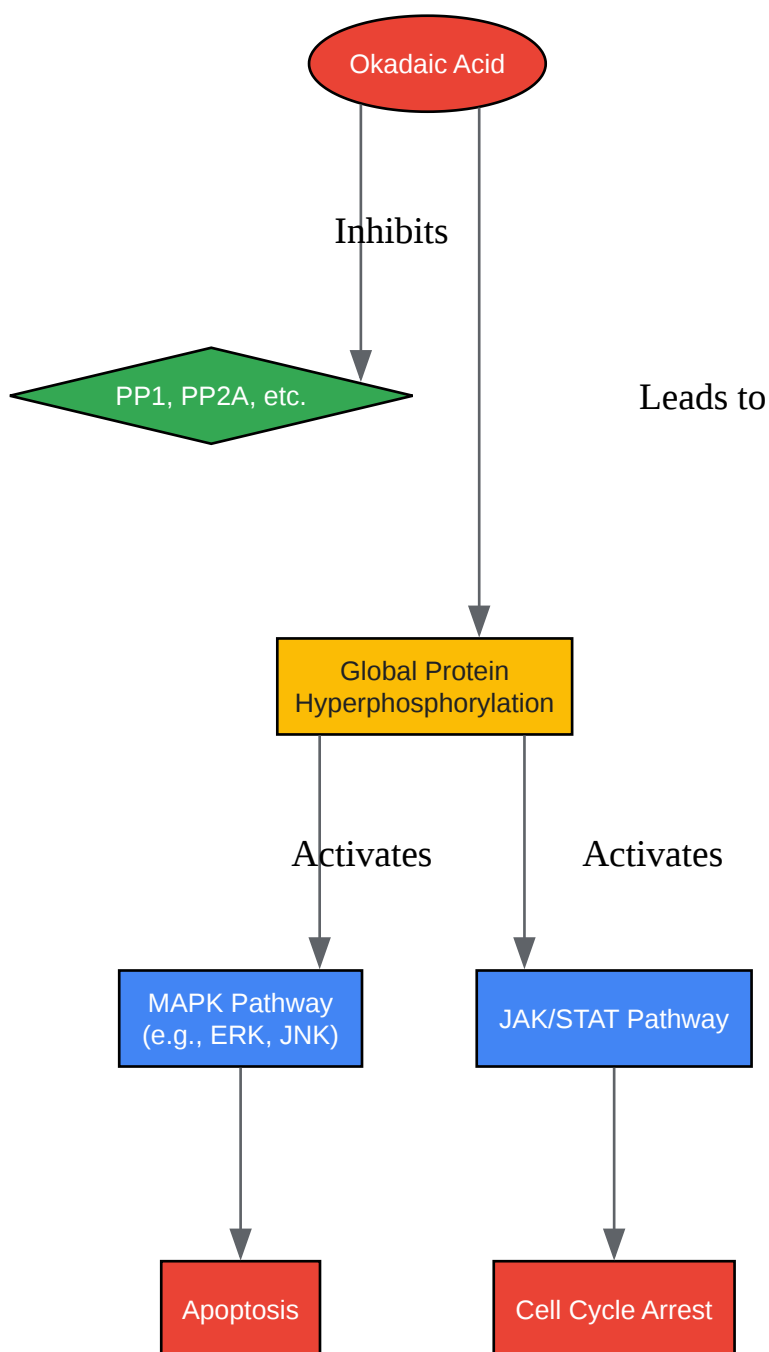 Okadaic Acid
Inhibits
PP1, PP2A, etc.
Leads to
Global Protein
Hyperphosphorylation
Activates
Activates
MAPK Pathway
(e.g., ERK, JNK)
JAK/STAT Pathway
Apoptosis
Cell Cycle Arrest